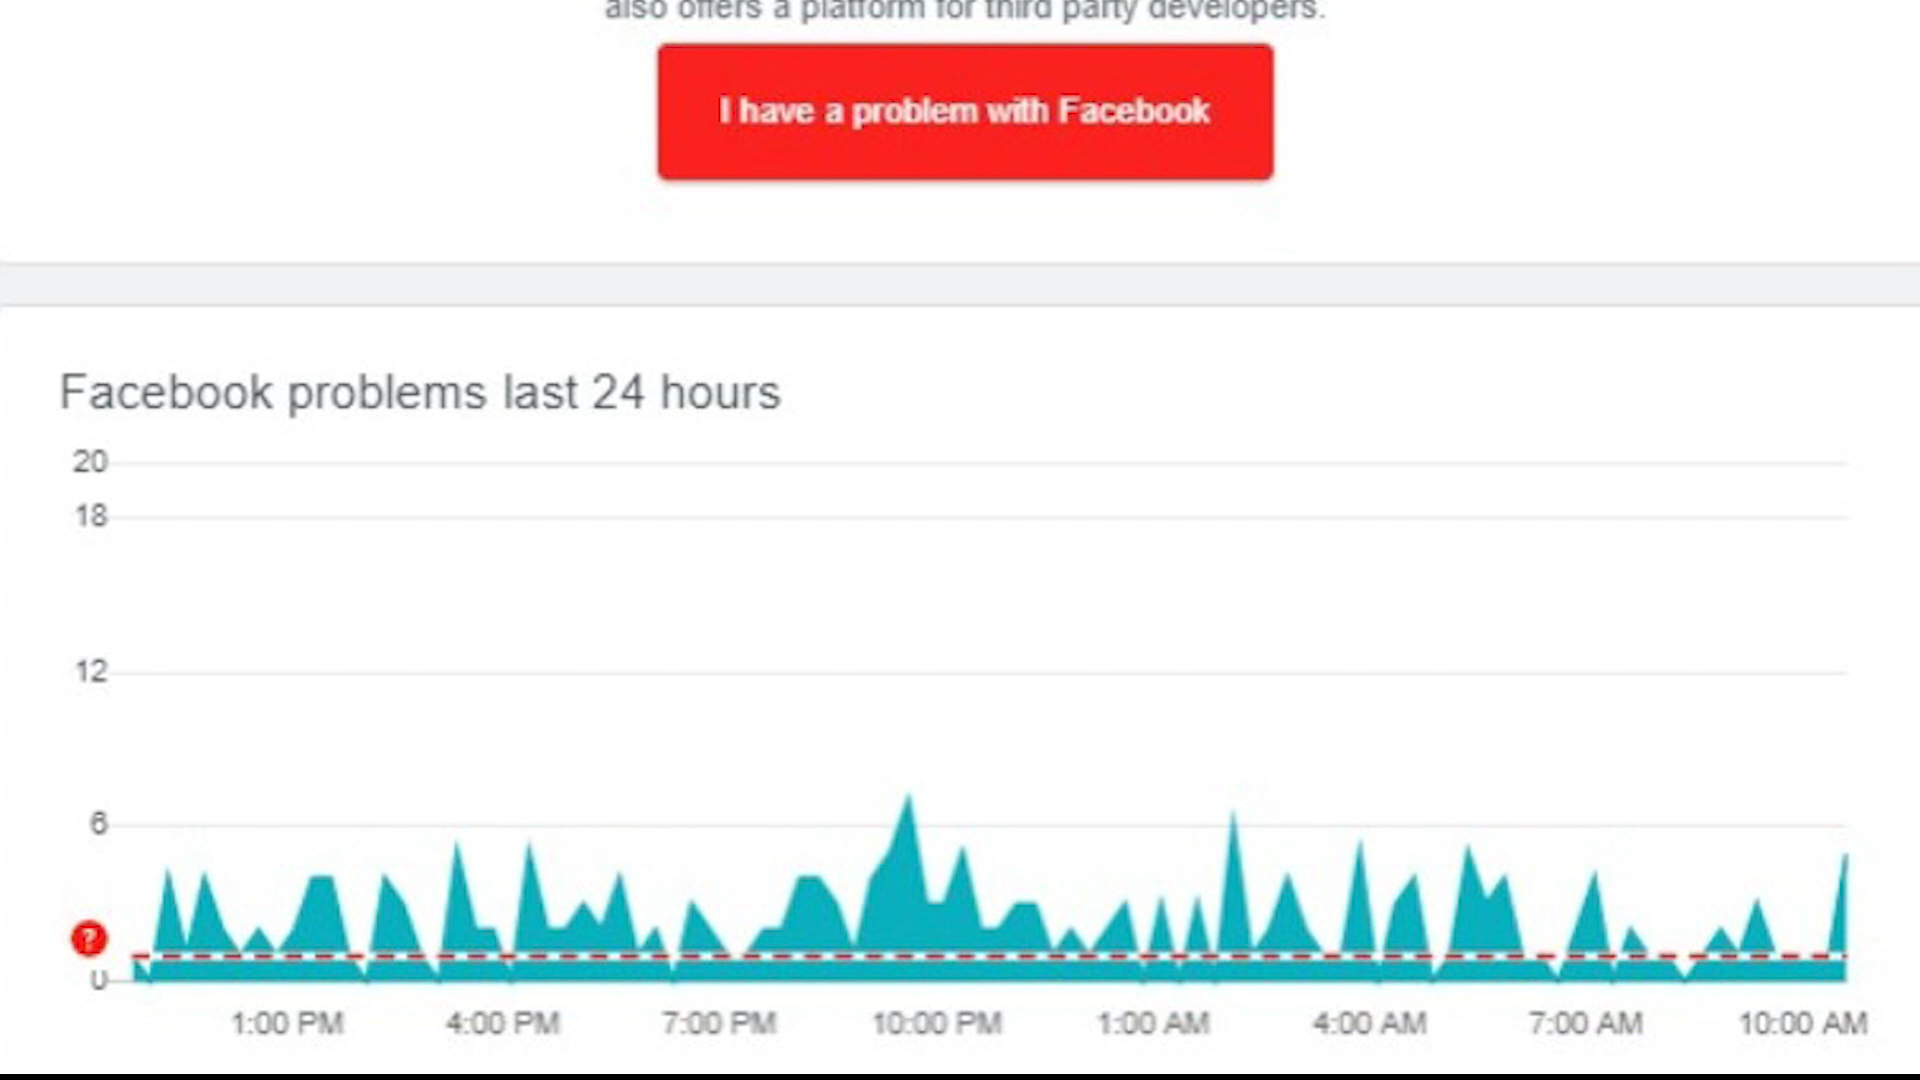 also offers a platform for third party developers.
I have a problem with Facebook
Facebook problems last 24 hours
20
18
12
6
?
0
1:00 PM 4:00 PM 7:00 PM 10:00 PM 1:00 AM 4:00 AM 7:00 AM 10:00 AM